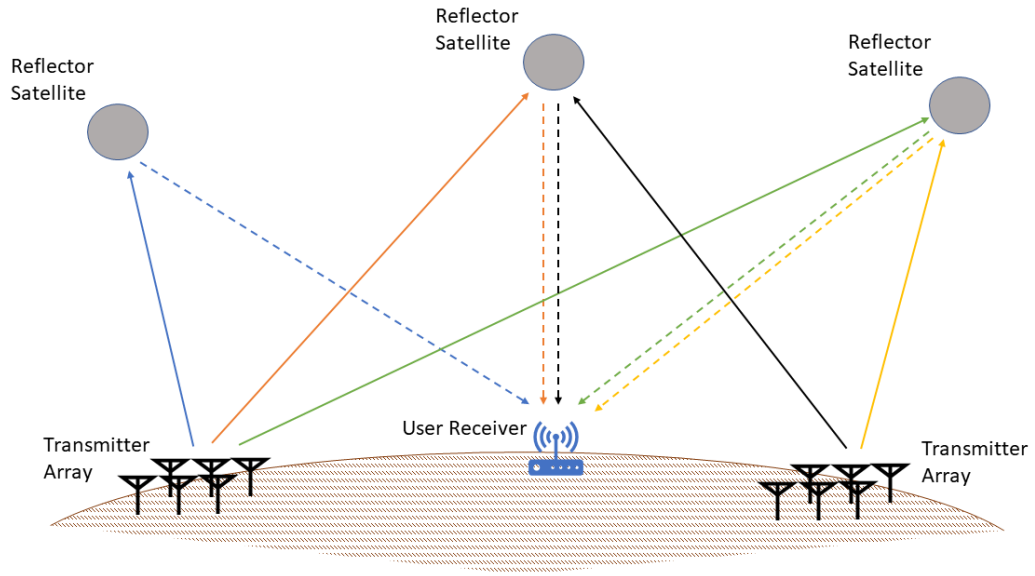 Reflector
Satellite
Reflector
Satellite
Reflector
Satellite
User Receiver
Transmitter
Array
Transmitter
Array